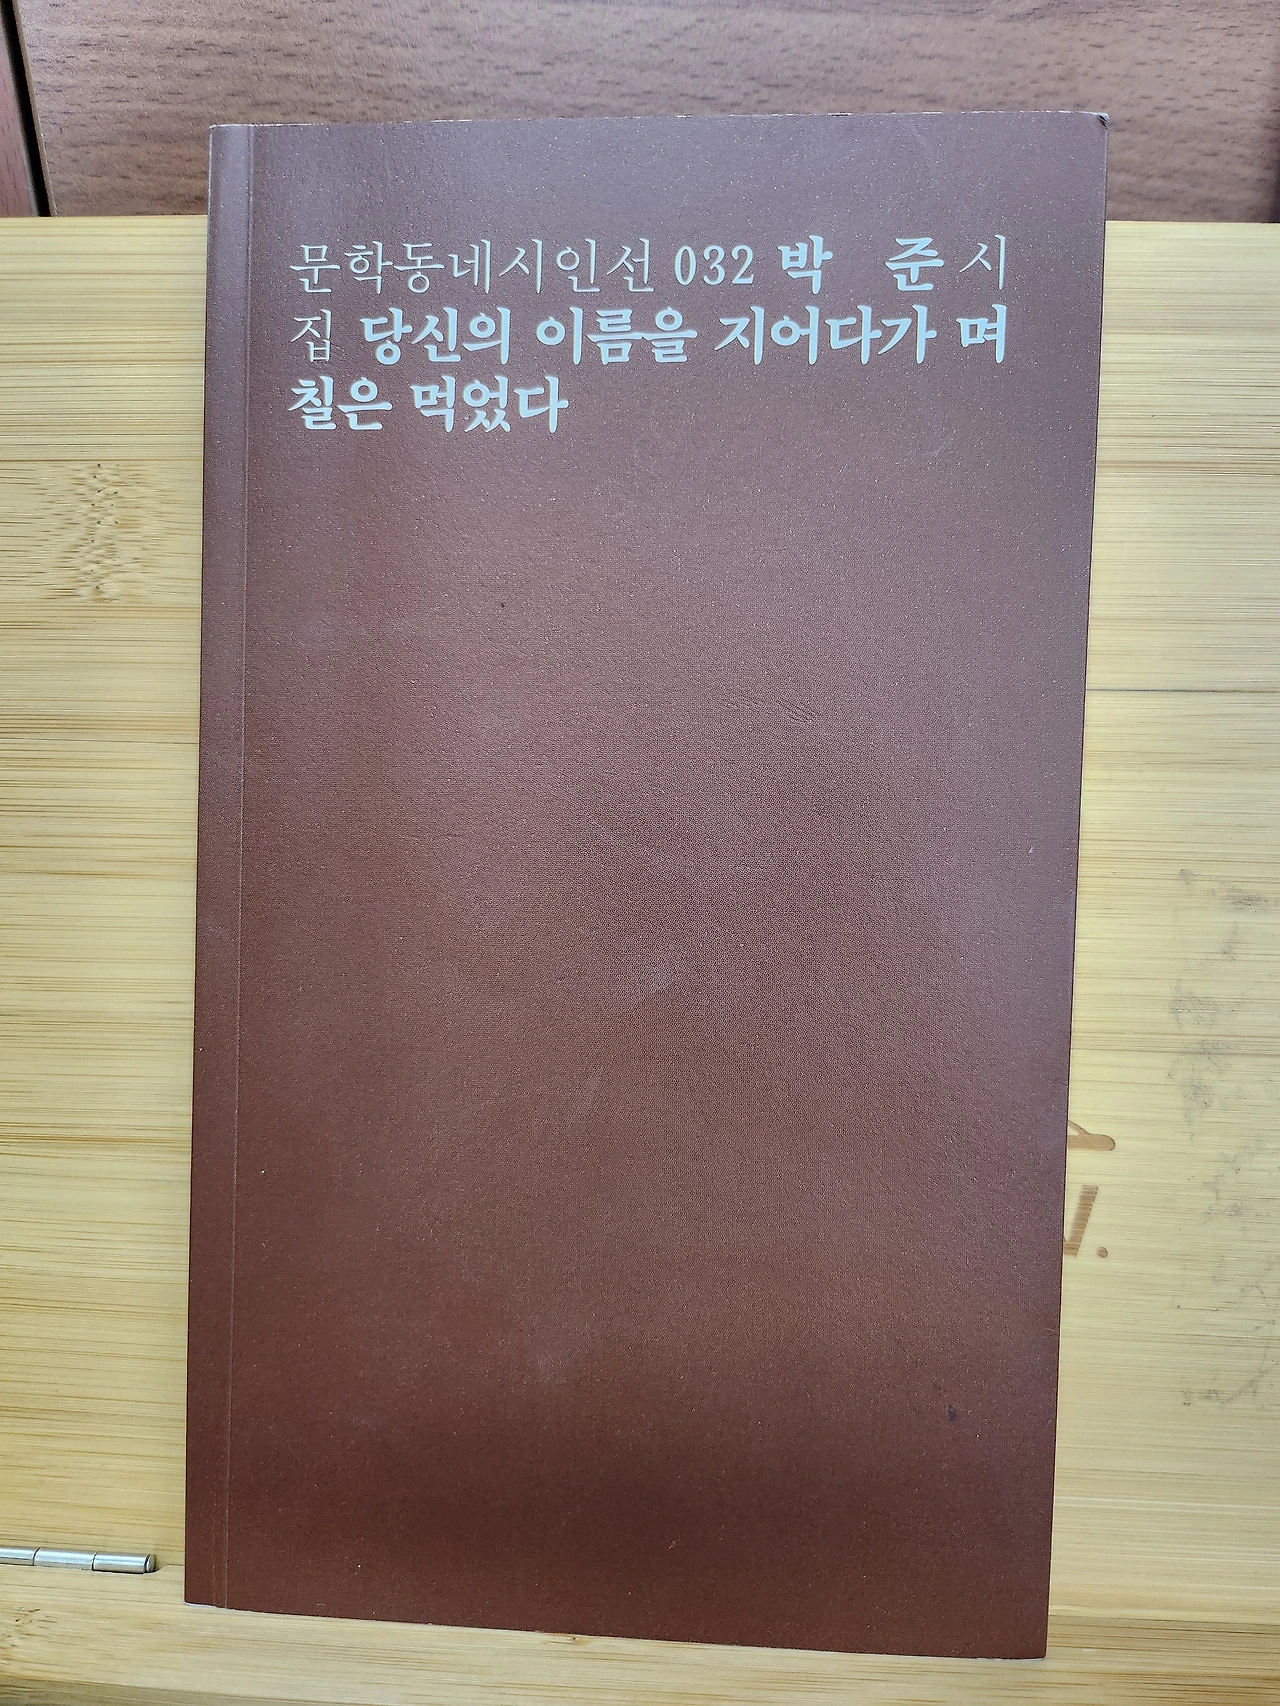 문학동네시인선 032 박 준 시
집 당신의 이름을 지어다가 며
칠은 먹었다